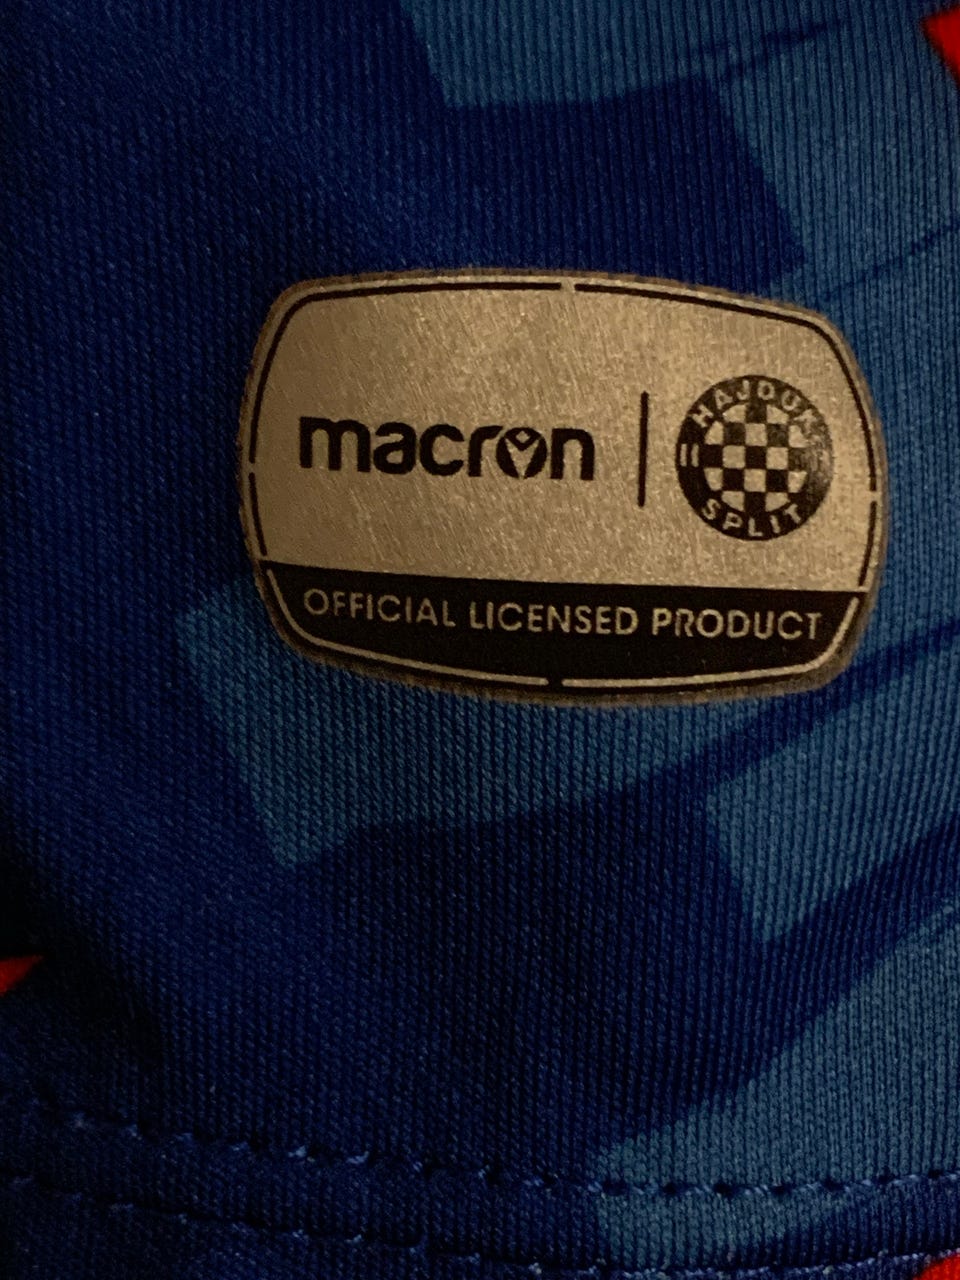 macron
HAJDUK
SPLIT
OFFICIAL LICENSED PRODUCT